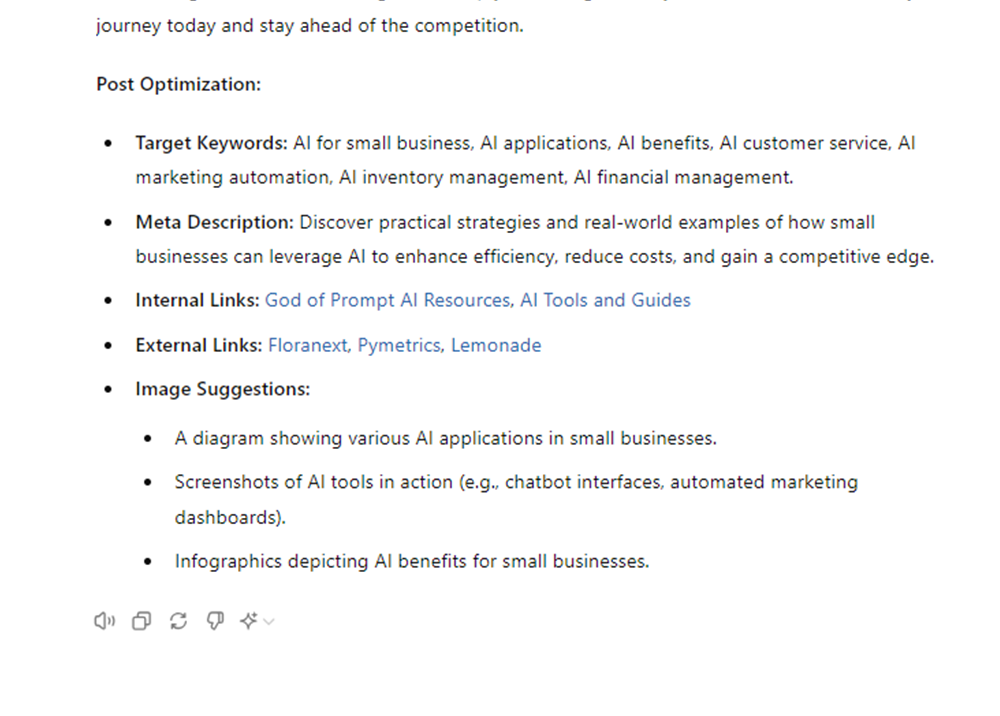 journey today and stay ahead of the competition.
Post Optimization:
Target Keywords: AI for small business, AI applications, AI benefits, AI customer service, AI
marketing automation, AI inventory management, AI financial management.
Meta Description: Discover practical strategies and real-world examples of how small
businesses can leverage AI to enhance efficiency, reduce costs, and gain a competitive edge.
Internal Links: God of Prompt AI Resources, AI Tools and Guides
External Links: Floranext, Pymetrics, Lemonade
Image Suggestions:
A diagram showing various AI applications in small businesses.
Screenshots of AI tools in action (e.g., chatbot interfaces, automated marketing
dashboards).
Infographics depicting AI benefits for small businesses.